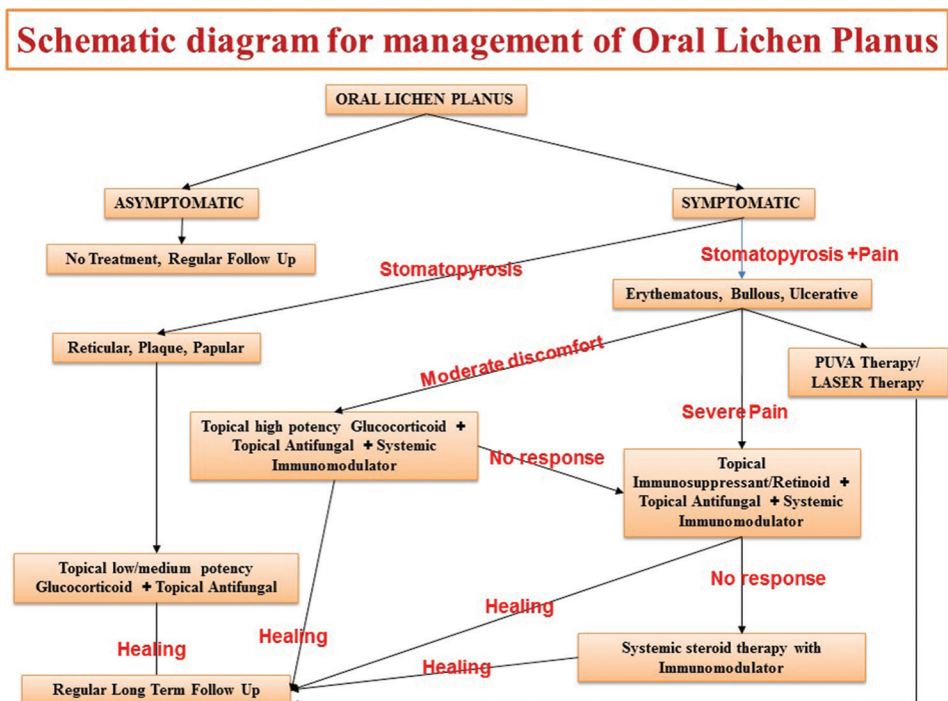 Schematic diagram for management of Oral Lichen Planus
ORAL LICHEN PLANUS
ASYMPTOMATIC
SYMPTOMATIC
No Treatment, Regular Follow Up
Stomatopyrosis
Stomatopyrosis +Pain
Erythematous, Bullous, Ulcerative
Reticular, Plaque, Papular
Moderate discomfort
PUVA Therapy/
LASER Therapy
Severe Pain
Topical high potency Glucocorticoid +
Topical Antifungal + Systemic
Immunomodulator
No response
Topical
Immunosuppressant/Retinoid +
Topical Antifungal + Systemic
Immunomodulator
Topical low/medium potency
Glucocorticoid + Topical Antifungal
No response
Healing
Healing
Healing
Systemic steroid therapy with
Immunomodulator
Healing
Regular Long Term Follow Up